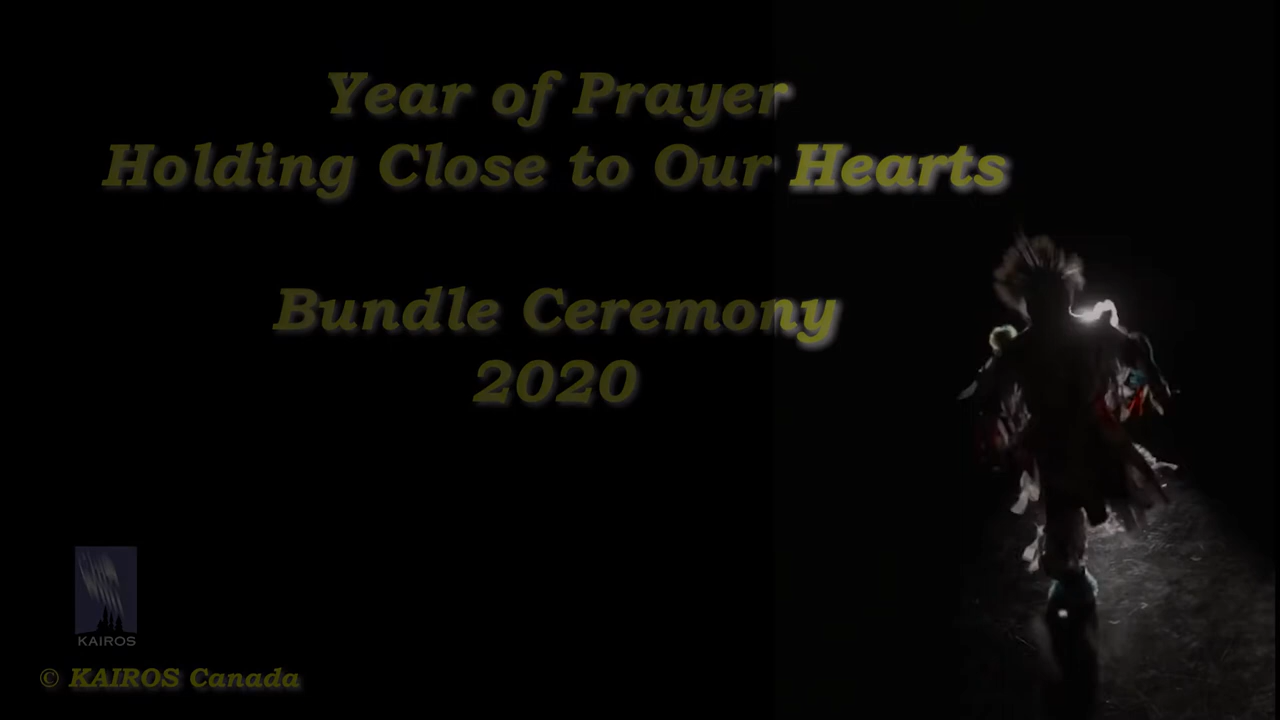 Year of Prayer
Holding Close to Our Hearts
Bundle Ceremony
2020
KAIROS
© KAIROS Canada